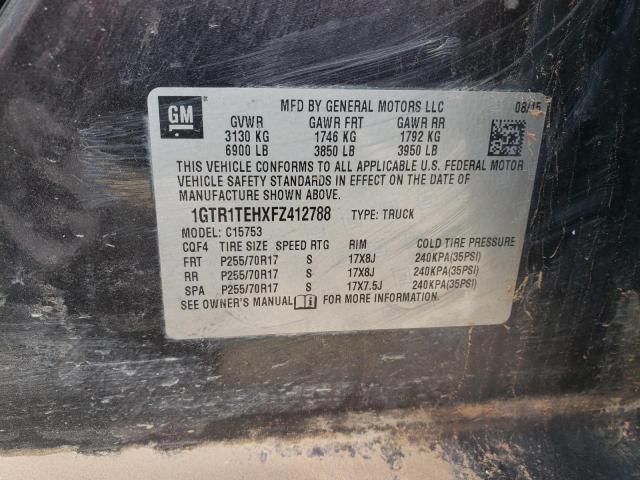 GM
MFD BY GENERAL MOTORS LLC 08/15
GVWR GAWR FRT GAWR RR
3130 KG 1746 KG 1792 KG
6900 LB 3850 LB 3950 LB
THIS VEHICLE CONFORMS TO ALL APPLICABLE U.S. FEDERAL MOTOR
VEHICLE SAFETY STANDARDS IN EFFECT ON THE DATE OF
MANUFACTURE SHOWN ABOVE.
1GTR1TEHXFZ412788 TYPE: TRUCK
MODEL: C15753
CQF4 TIRE SIZE SPEED RTG RIM COLD TIRE PRESSURE
FRT P255/70R17 S 17X8J 240KPA(35PSI)
RR P255/70R17 S 17X8J 240KPA(35PSI)
SPA P255/70R17 S 17X7.5J 240KPA(35PSI)
SEE OWNER'S MANUAL FOR MORE INFORMATION.